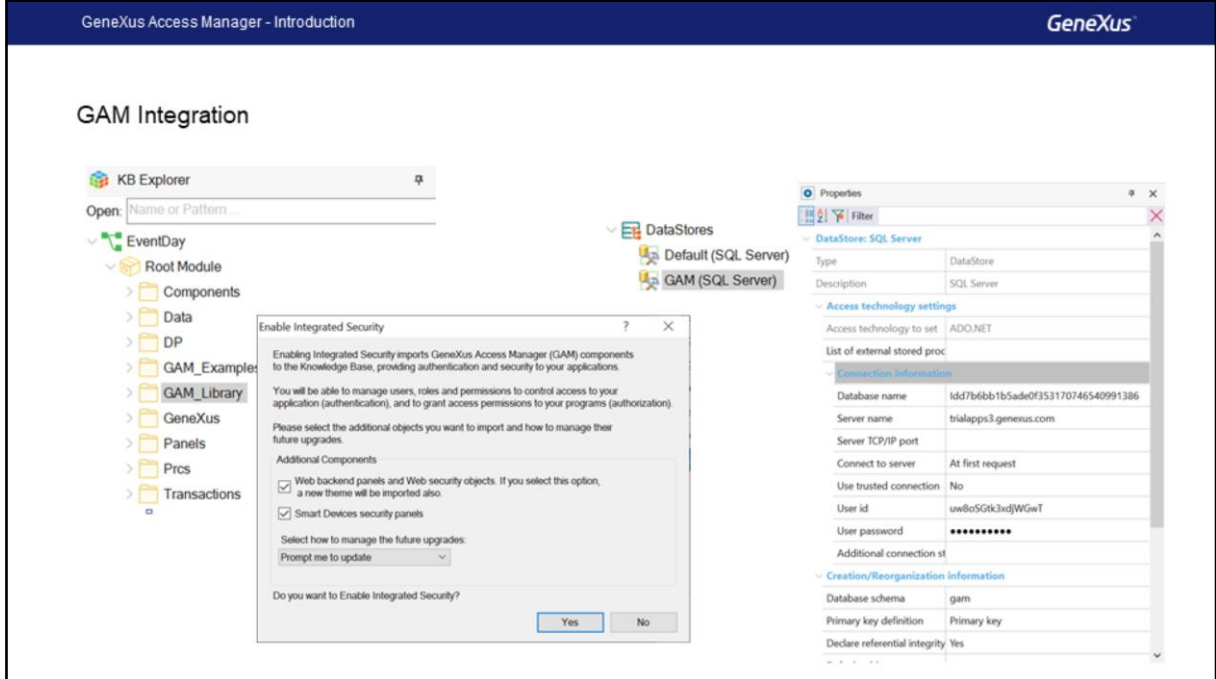 GeneXus Access Manager - Introduction
GeneXus
GAM Integration
KB Explorer
Open: Name or Pattern ...
EventDay
Root Module
Components
Data
DP
GAM_Examples
GAM_Library
GeneXus
Panels
Prcs
Transactions
Enable Integrated Security ? ×
Enabling Integrated Security imports GeneXus Access Manager (GAM) components
to the Knowledge Base, providing authentication and security to your applications.
You will be able to manage users, roles and permissions to control access to your
application (authentication), and to grant access permissions to your programs (authorization).
Please select the additional objects you want to import and how to manage their
future upgrades.
Additional Components
Web backend panels and Web security objects. If you select this option,
a new theme will be imported also.
Smart Devices security panels
Select how to manage the future upgrades:
Prompt me to update
Do you want to Enable Integrated Security?
Yes No
DataStores
Default (SQL Server)
GAM (SQL Server)
Properties
Filter
DataStore: SQL Server
Type DataStore
Description SQL Server
Access technology settings
Access technology to set ADO.NET
List of external stored proc
Connection information
Database name Idd7b6bb1b5ade0f353170746540991386
Server name trialapps3.genexus.com
Server TCP/IP port
Connect to server At first request
Use trusted connection No
User id uw8oSGtk3xdjWGwT
User password ••••••••••
Additional connection st
Creation/Reorganization information
Database schema gam
Primary key definition Primary key
Declare referential integrity Yes